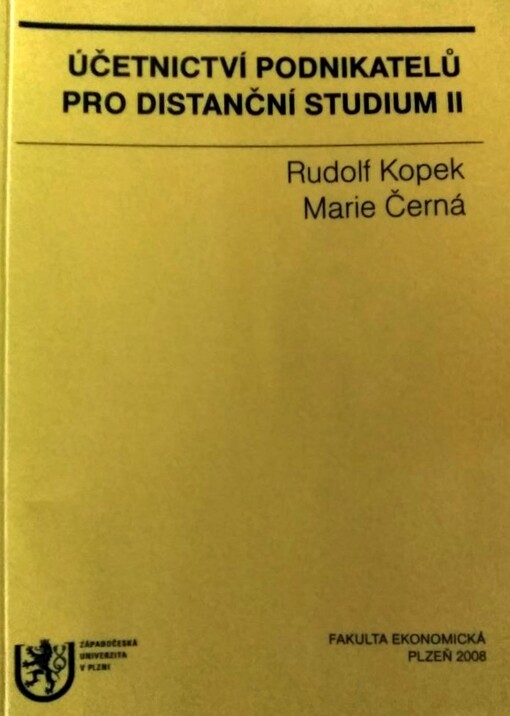 ÚČETNICTVÍ PODNIKATELŮ
PRO DISTANČNÍ STUDIUM II
Rudolf Kopek
Marie Černá
ZÁPADOČESKÁ
UNIVERZITA
V PLZNI
FAKULTA EKONOMICKÁ
PLZEŇ 2008